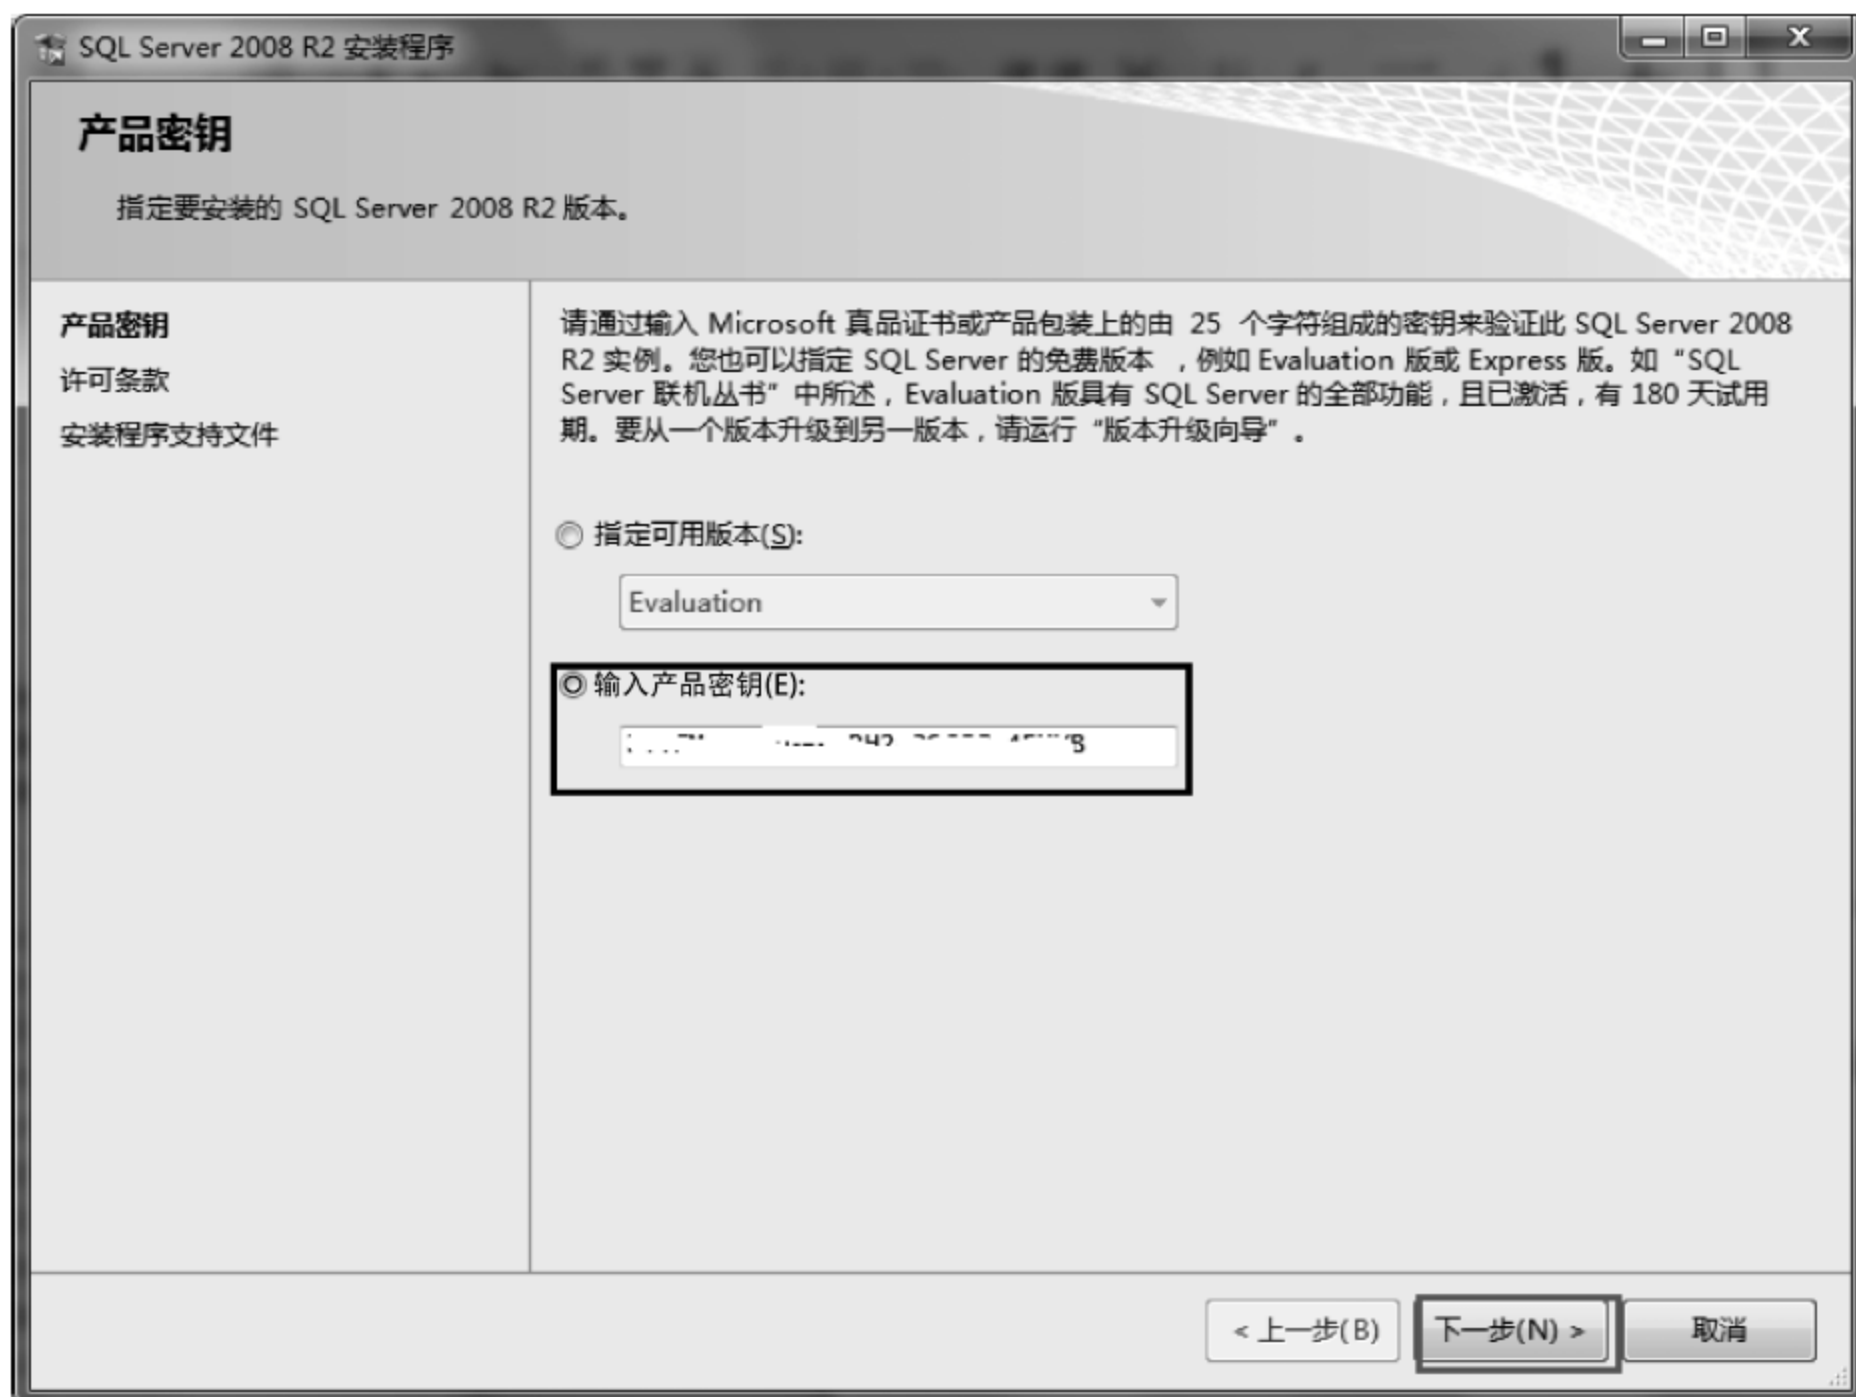 SQL Server 2008 R2 安装程序
产品密钥
指定要安装的 SQL Server 2008 R2 版本。
产品密钥
许可条款
安装程序支持文件
请通过输入 Microsoft 真品证书或产品包装上的由 25 个字符组成的密钥来验证此 SQL Server 2008
R2 实例。您也可以指定 SQL Server 的免费版本 ，例如 Evaluation 版或 Express 版。如“SQL
Server 联机丛书”中所述，Evaluation 版具有 SQL Server 的全部功能，且已激活，有 180 天试用
期。要从一个版本升级到另一版本，请运行“版本升级向导”。
指定可用版本(S):
Evaluation
输入产品密钥(E):
< 上一步(B)
下一步(N) >
取消